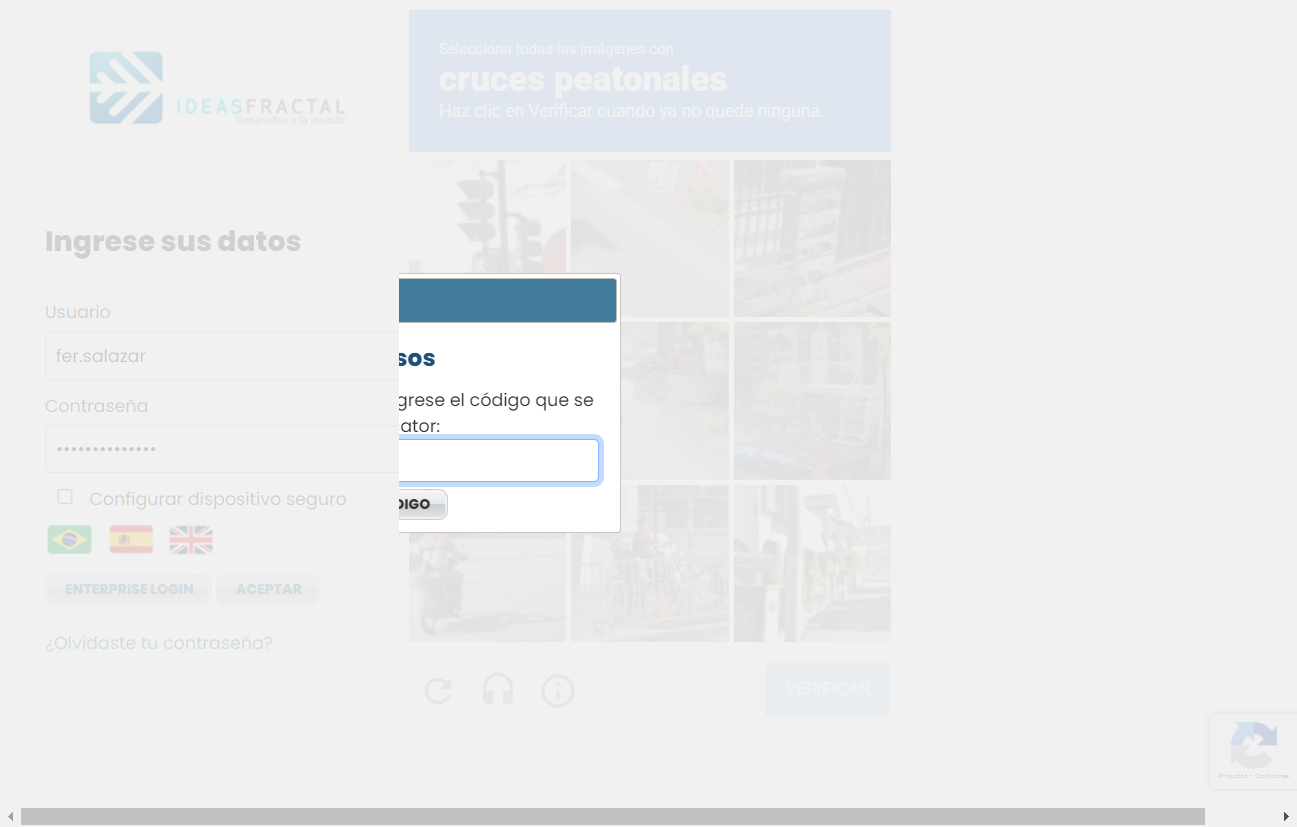 IDEASFRACTAL
Desarrollos a la medida
Ingrese sus datos
Usuario
fer.salazar
Contraseña
••••••••••••••
Configurar dispositivo seguro
ENTERPRISE LOGIN
ACEPTAR
¿Olvidaste tu contraseña?
Selecciona todas las imágenes con
cruces peatonales
Haz clic en Verificar cuando ya no quede ninguna.
sos
grese el código que se
ator:
DIGO
VERIFICAR
Privacidad - Condiciones